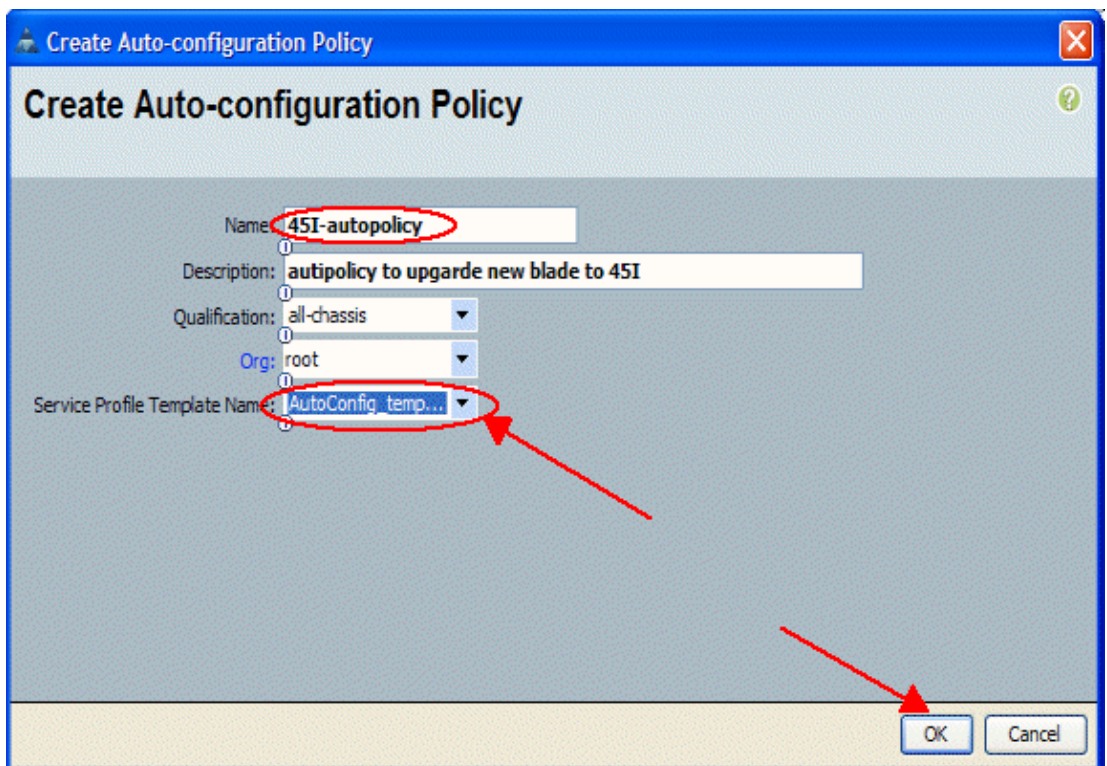 Create Auto-configuration Policy
Create Auto-configuration Policy
?
Name: 45I-autopolicy
Description: autipolicy to upgarde new blade to 45I
Qualification: all-chassis
Org: root
Service Profile Template Name: AutoConfig_temp...
OK Cancel